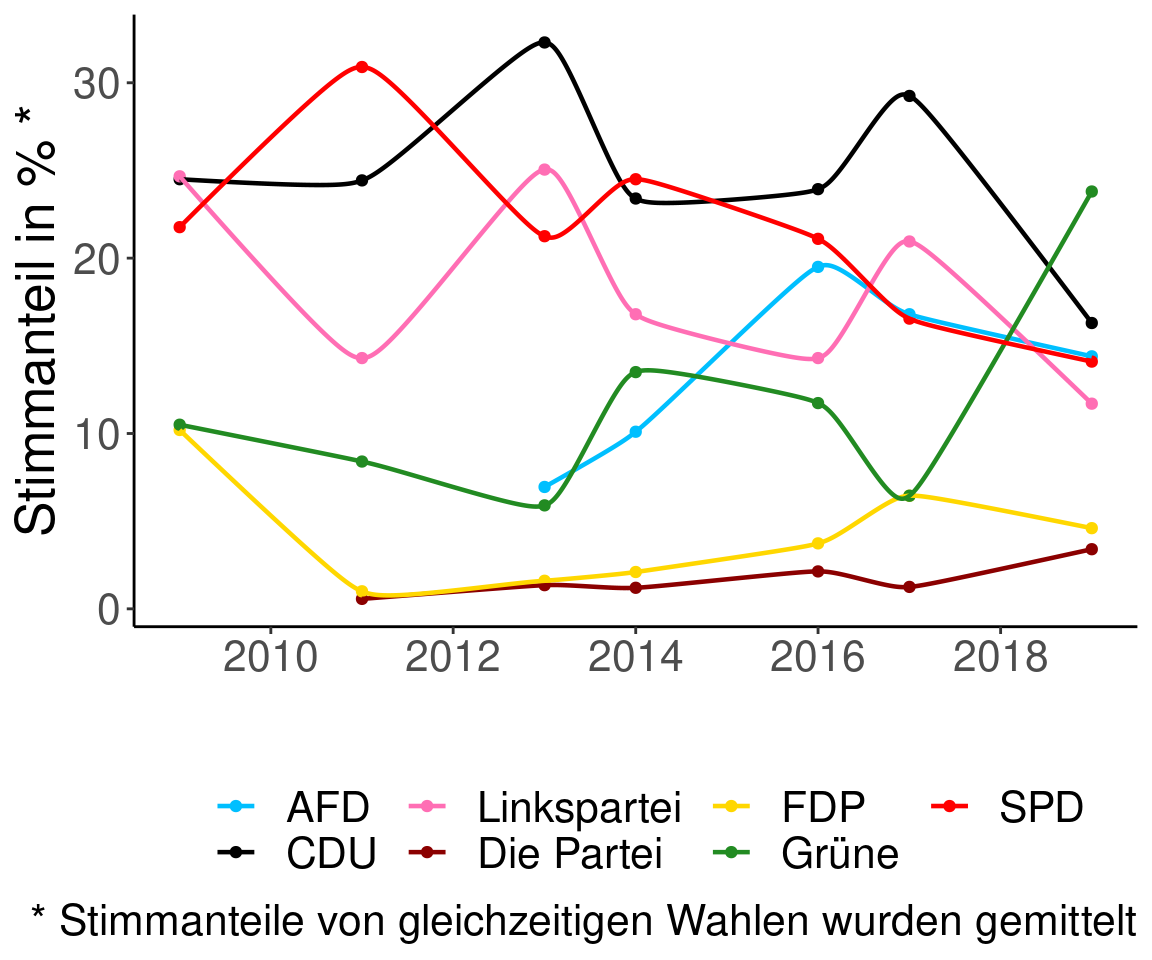 Stimmanteil in % *
30
20
10
0
2010 2012 2014 2016 2018
AFD Linkspartei FDP SPD
CDU Die Partei Grüne
* Stimmanteile von gleichzeitigen Wahlen wurden gemittelt